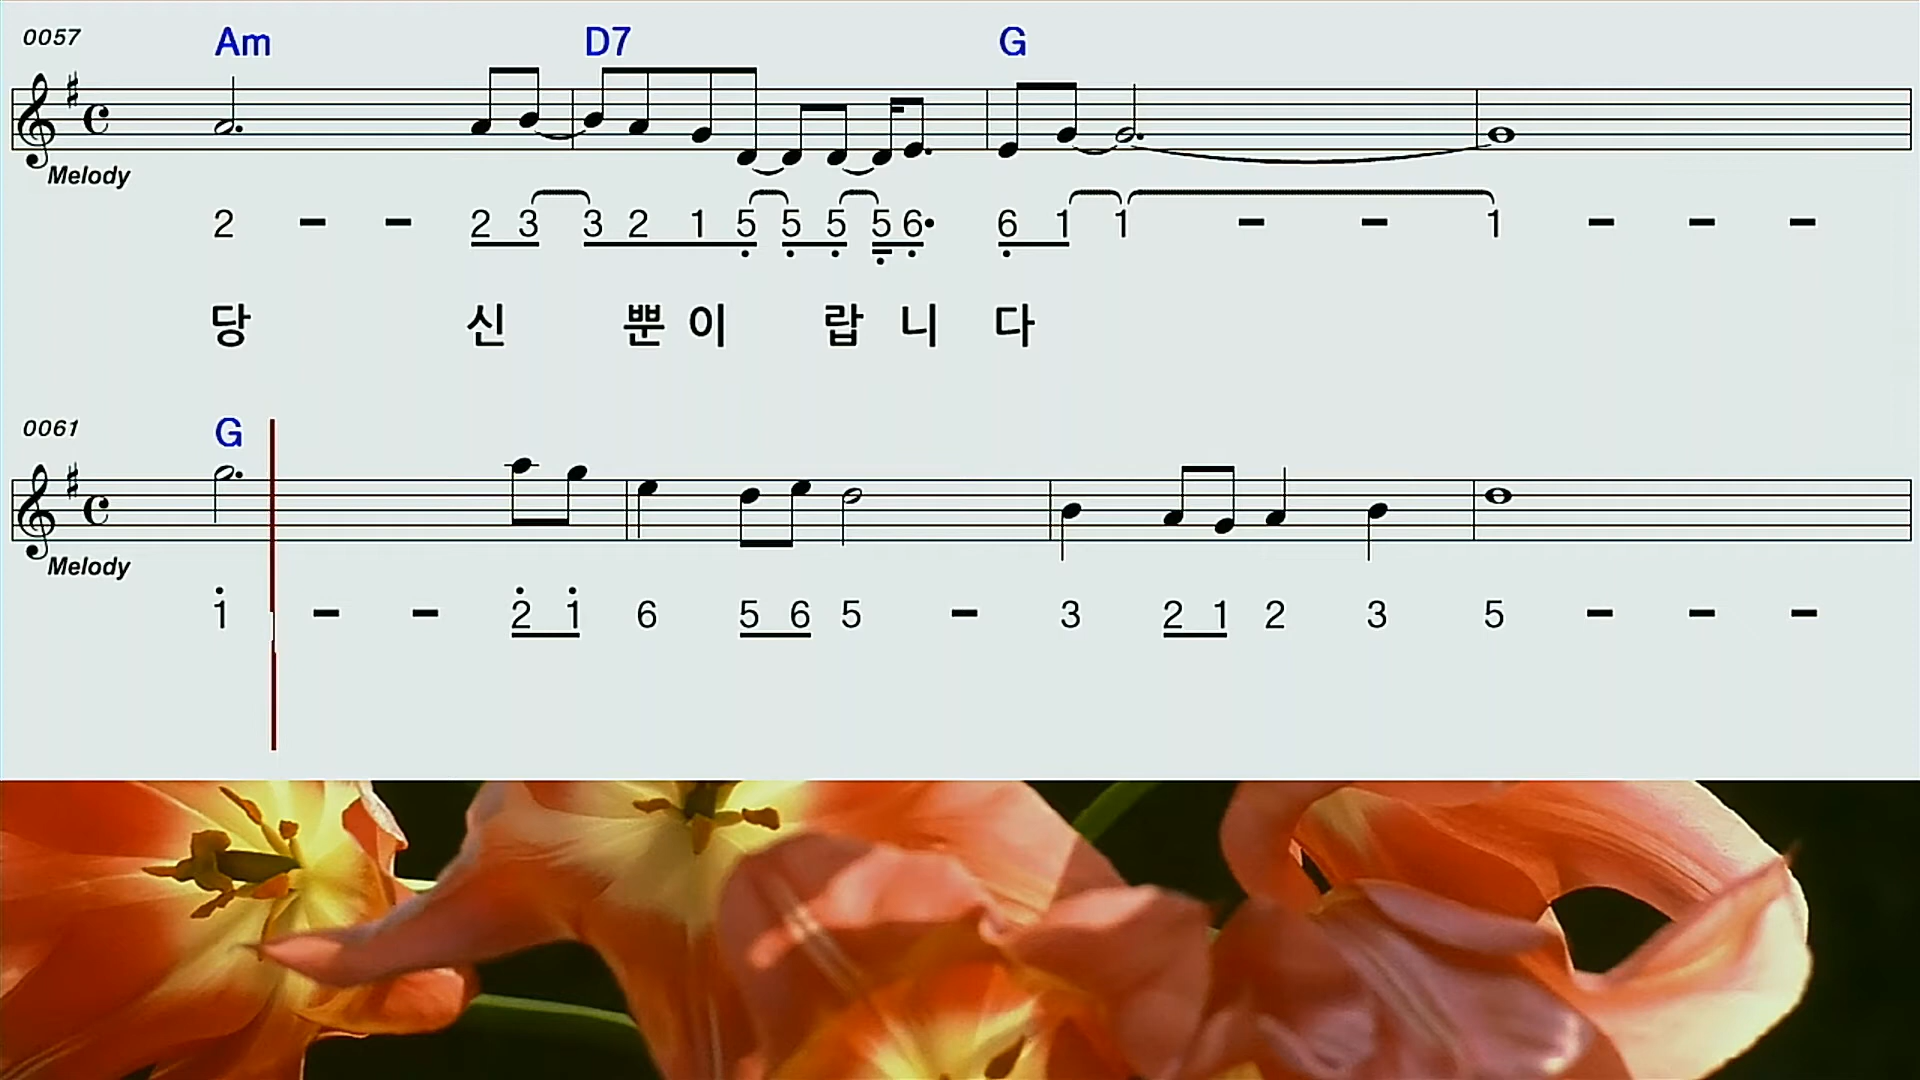 0057 Am D7 G
Melody
2 - - 2 3 3 2 1 5 5 5 5 6· 6 1 1 - - 1 - - -
당 신 뿐 이 랍 니 다
0061 G
Melody
1 - - 2 1 6 5 6 5 - 3 2 1 2 3 5 - - -